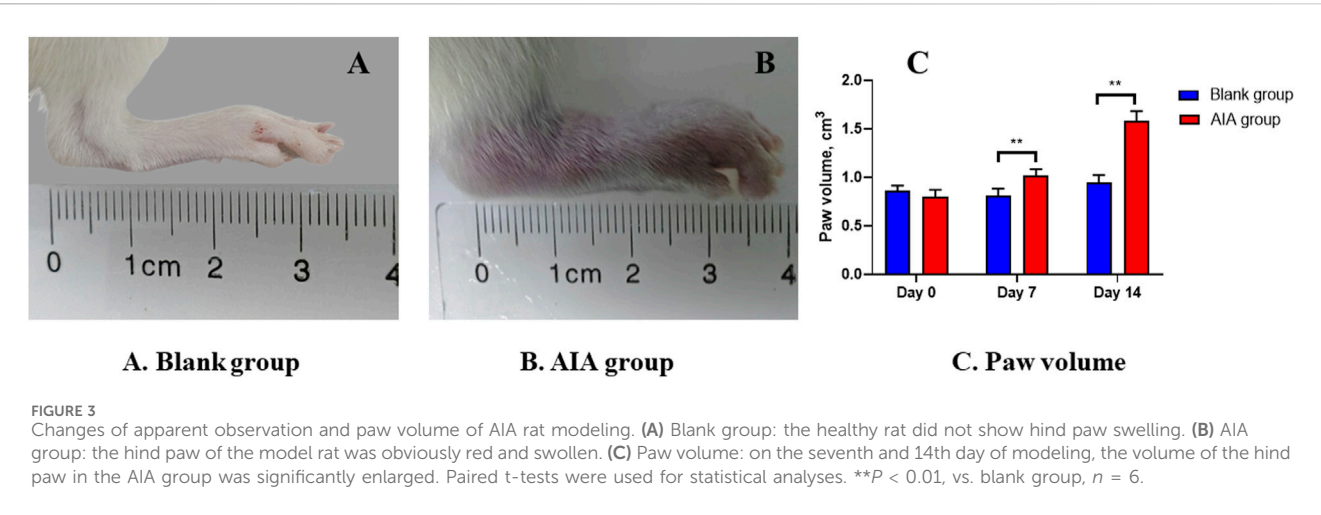 A
0 1cm 2 3 4
B
0 1cm 2 3 4
C
2.0
1.5
1.0
0.5
0.0
Paw volume, cm³
**
**
Day 0 Day 7 Day 14
Blank group
AIA group
A. Blank group B. AIA group C. Paw volume
FIGURE 3
Changes of apparent observation and paw volume of AIA rat modeling. (A) Blank group: the healthy rat did not show hind paw swelling. (B) AIA
group: the hind paw of the model rat was obviously red and swollen. (C) Paw volume: on the seventh and 14th day of modeling, the volume of the hind
paw in the AIA group was significantly enlarged. Paired t-tests were used for statistical analyses. **P < 0.01, vs. blank group, n = 6.